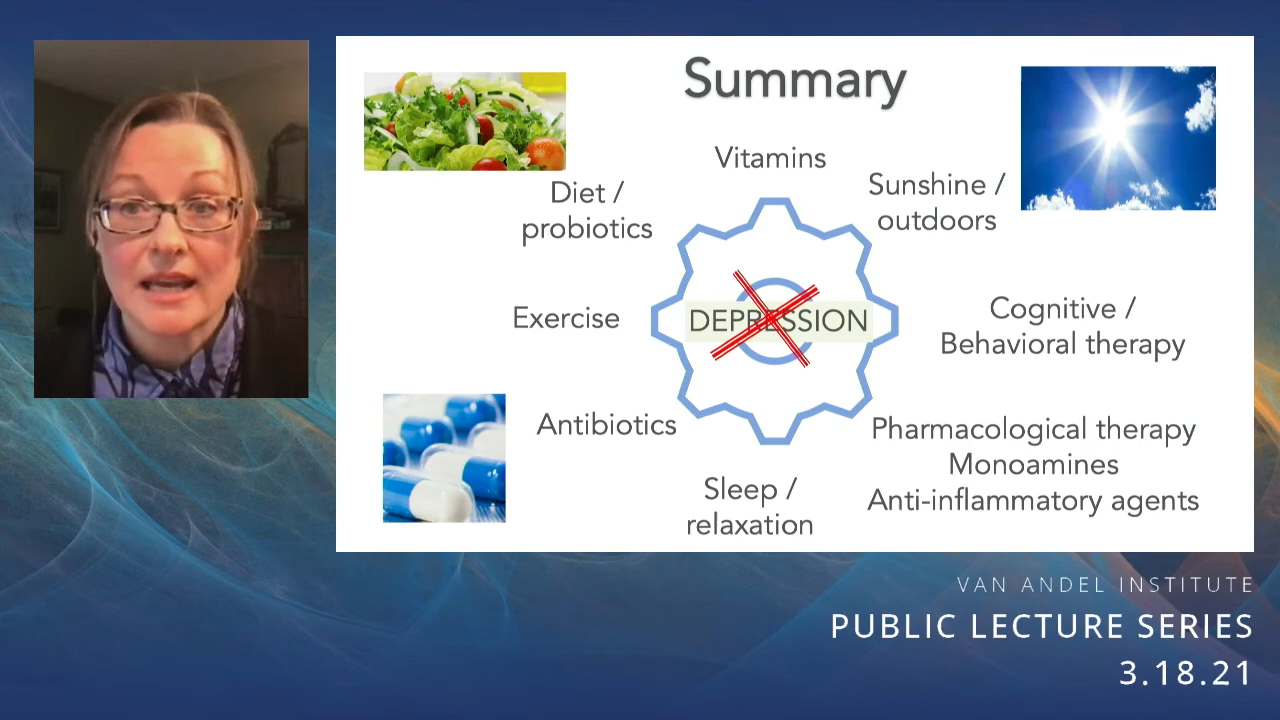 Summary
Vitamins
Diet /
probiotics
Sunshine /
outdoors
Exercise
DEPRESSION
Cognitive /
Behavioral therapy
Antibiotics
Pharmacological therapy
Monoamines
Anti-inflammatory agents
Sleep /
relaxation
VAN ANDEL INSTITUTE
PUBLIC LECTURE SERIES
3.18.21